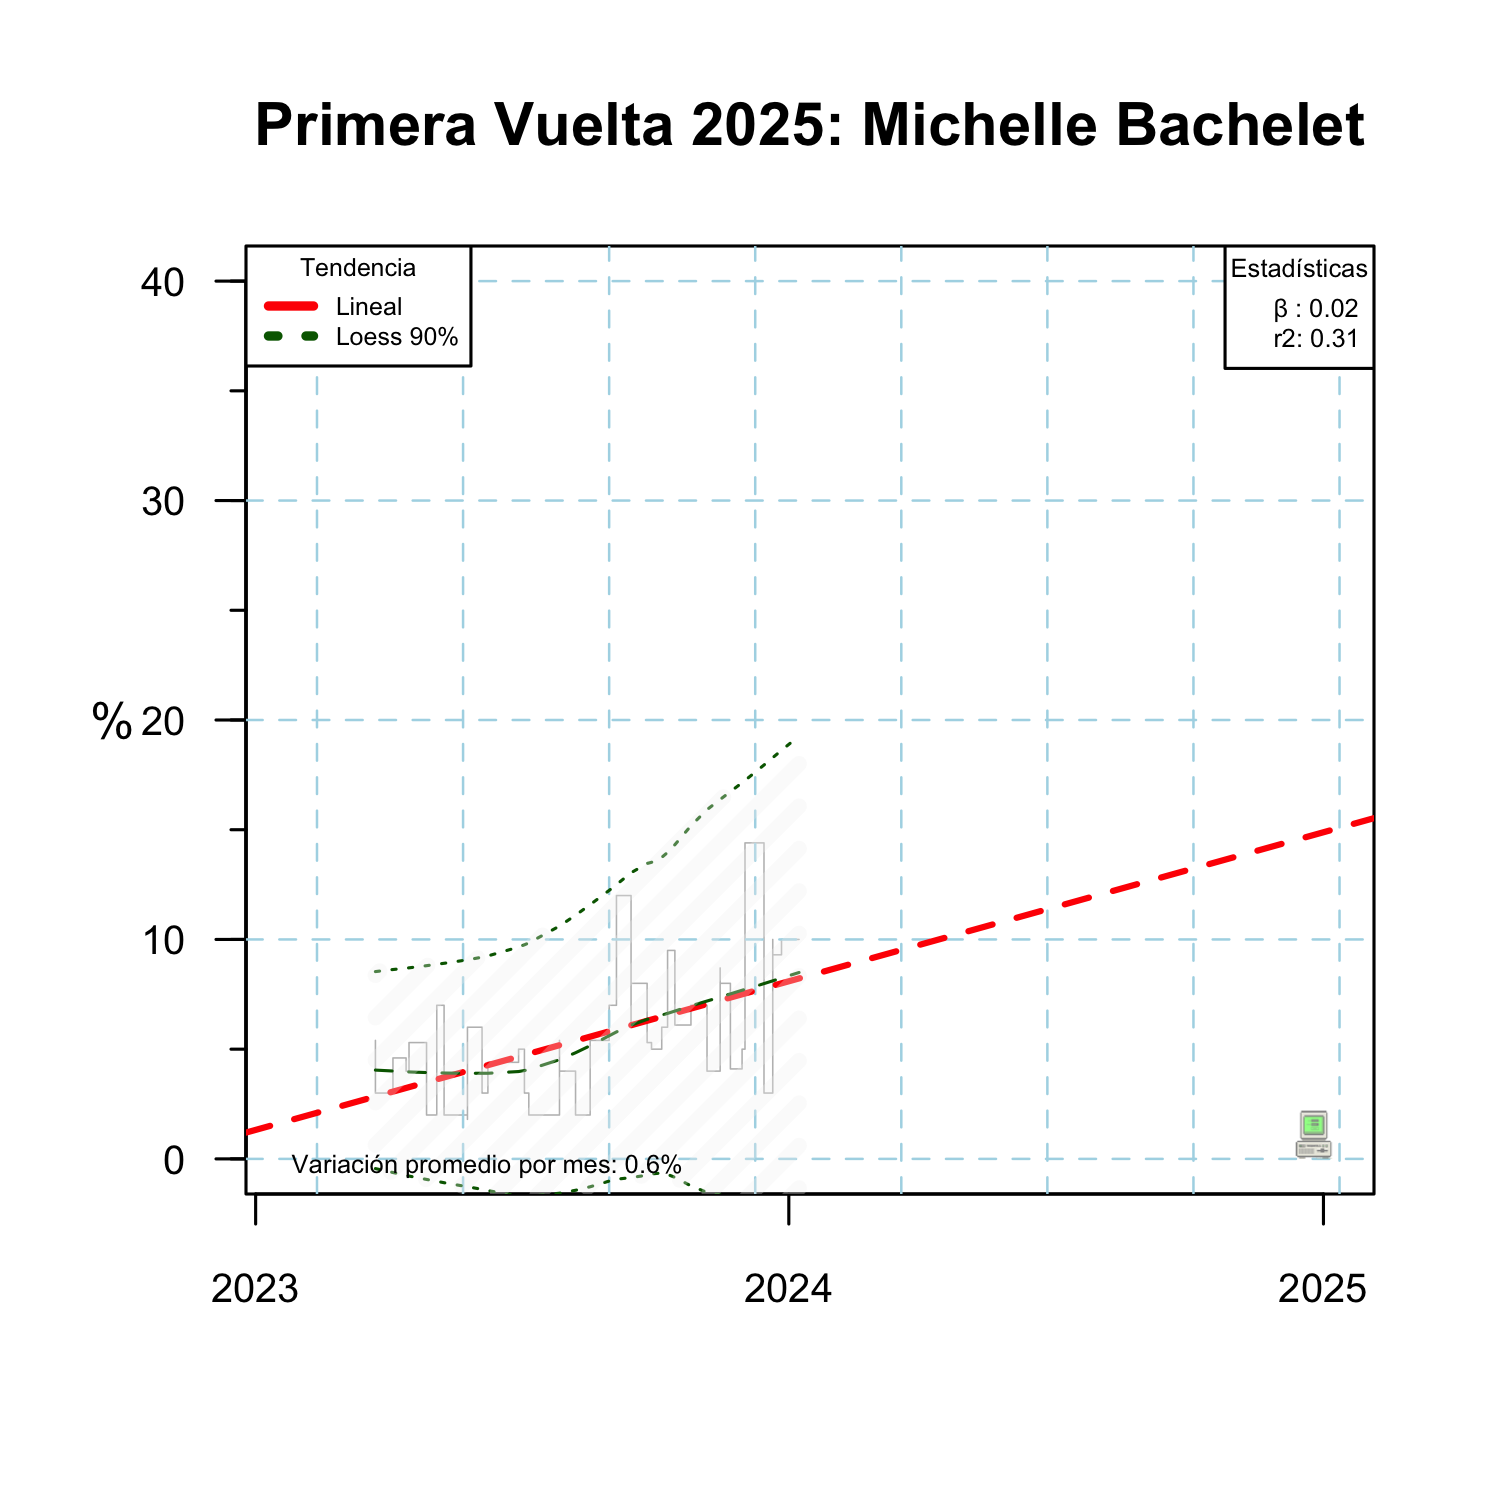 Primera Vuelta 2025: Michelle Bachelet
Tendencia
Lineal
Loess 90%
Estadísticas
β : 0.02
r2: 0.31
40
30
% 20
10
0
Variación promedio por mes: 0.6%
2023 2024 2025